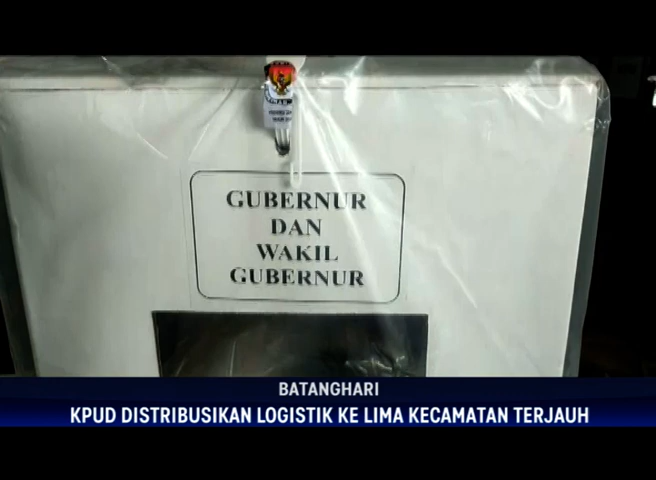 GUBERNUR
DAN
WAKIL
GUBERNUR
BATANGHARI
KPUD DISTRIBUSIKAN LOGISTIK KE LIMA KECAMATAN TERJAUH